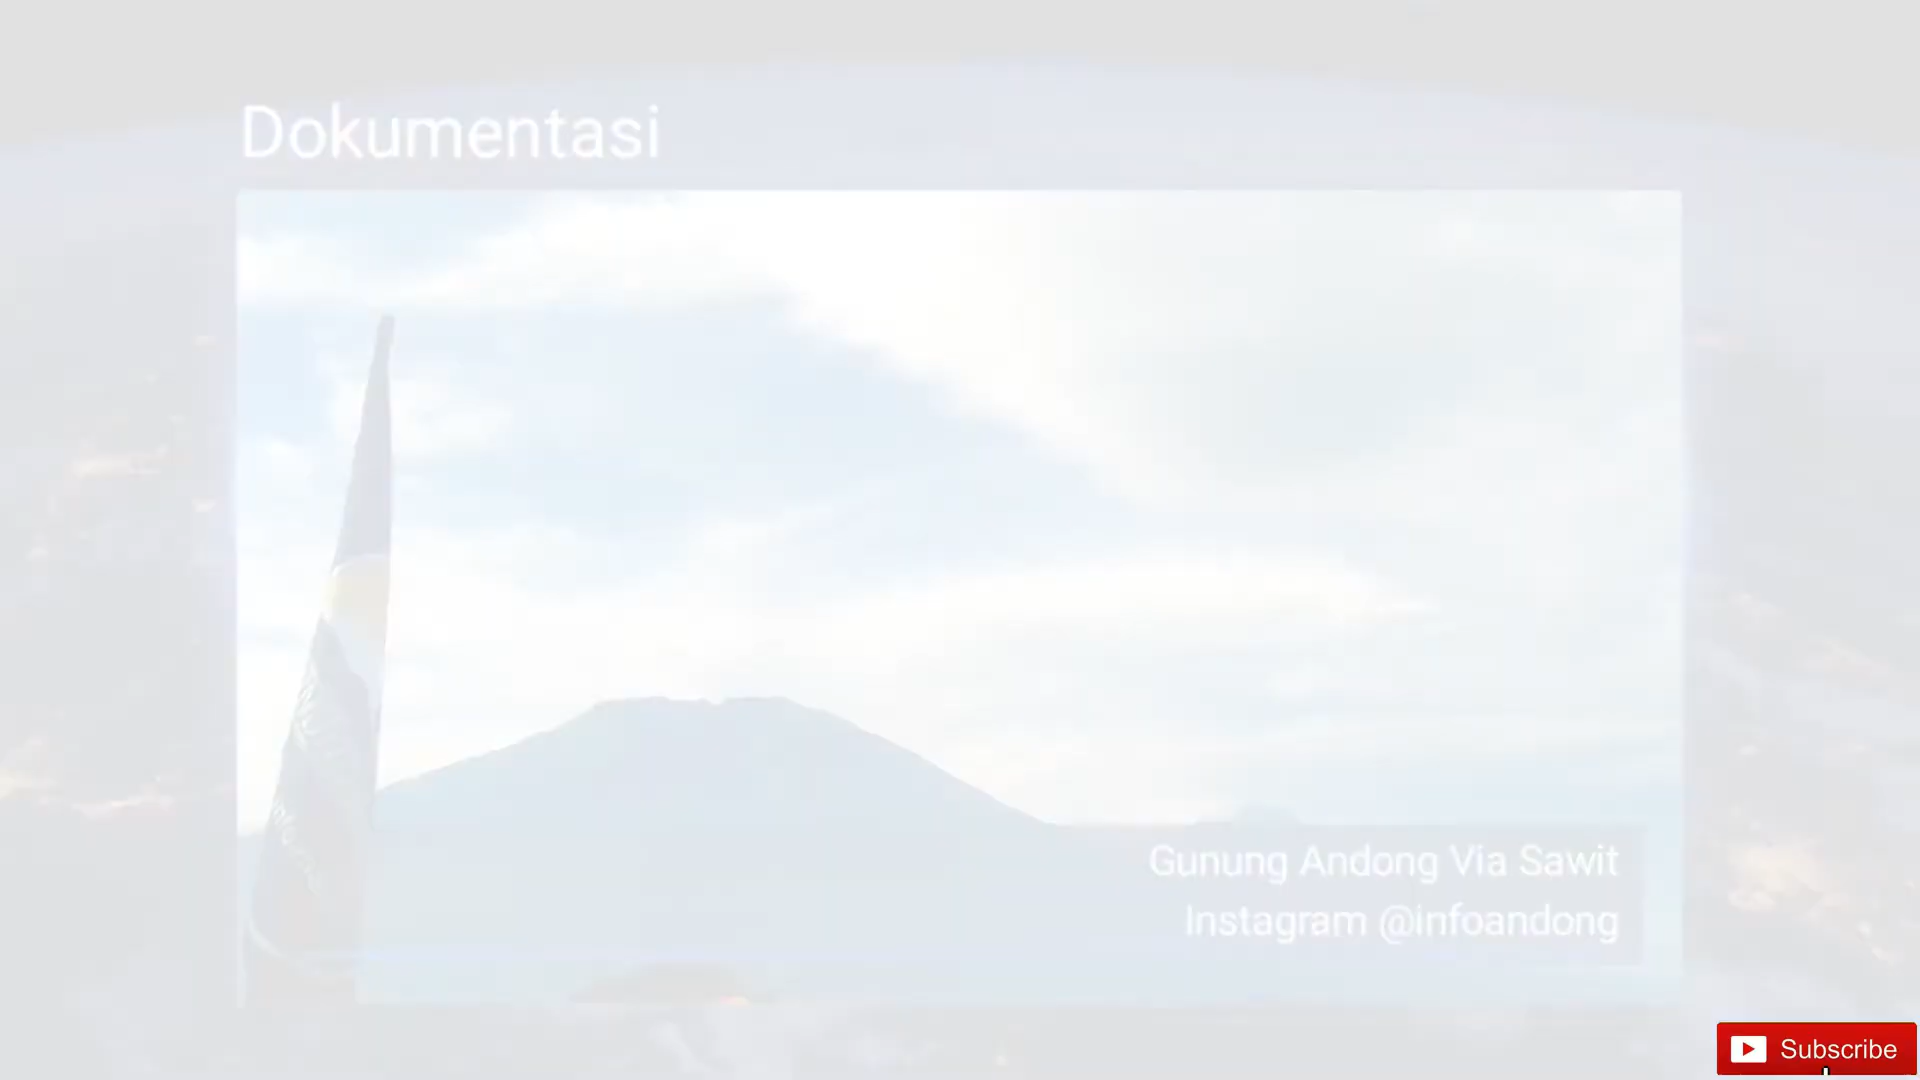 Dokumentasi
Gunung Andong Via Sawit
Instagram @infoandong
Subscribe